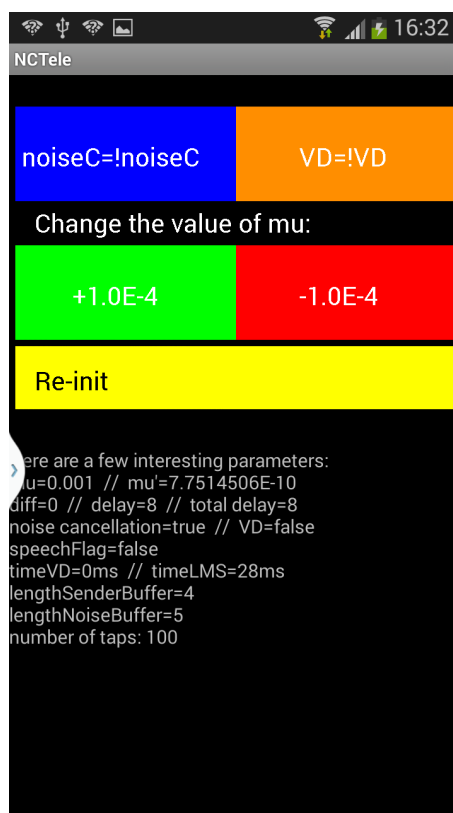 16:32
NCTele
noiseC=!noiseC VD=!VD
Change the value of mu:
+1.0E-4 -1.0E-4
Re-init
ere are a few interesting parameters:
u=0.001 // mu'=7.7514506E-10
diff=0 // delay=8 // total delay=8
noise cancellation=true // VD=false
speechFlag=false
timeVD=0ms // timeLMS=28ms
lengthSenderBuffer=4
lengthNoiseBuffer=5
number of taps: 100